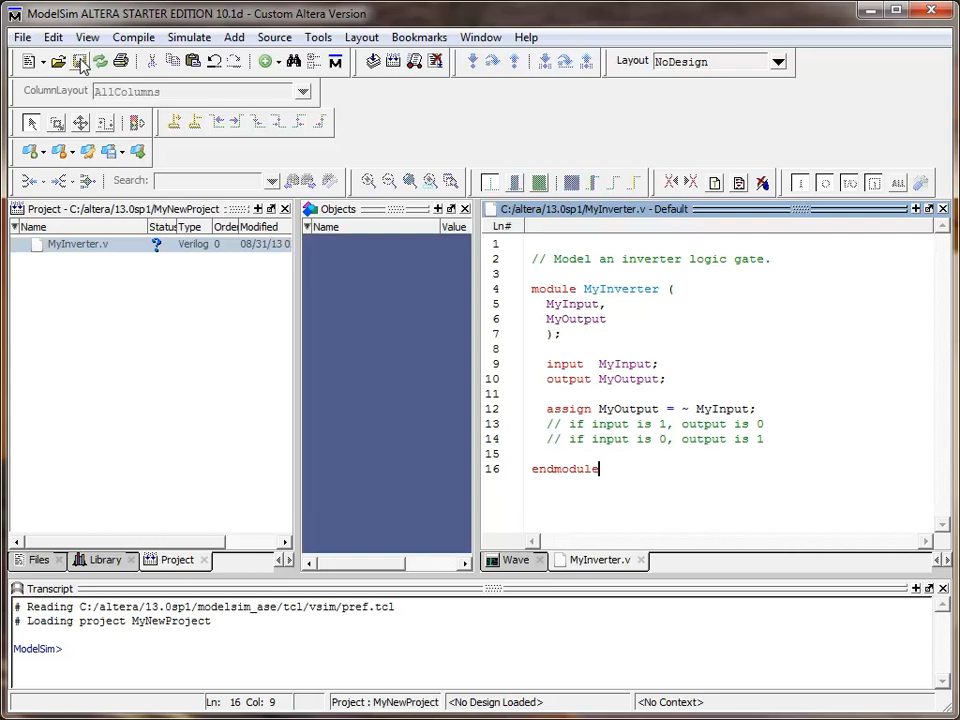 ModelSim ALTERA STARTER EDITION 10.1d - Custom Altera Version
File Edit View Compile Simulate Add Source Tools Layout Bookmarks Window Help
Layout NoDesign
ColumnLayout AllColumns
Search:
Project - C:/altera/13.0sp1/MyNewProject
Name Status Type Order Modified
MyInverter.v ? Verilog 0 08/31/13 0
Objects
Name Value
C:/altera/13.0sp1/MyInverter.v - Default
Ln#
1
2 // Model an inverter logic gate.
3
4 module MyInverter (
5 MyInput,
6 MyOutput
7 );
8
9 input MyInput;
10 output MyOutput;
11
12 assign MyOutput = ~ MyInput;
13 // if input is 1, output is 0
14 // if input is 0, output is 1
15
16 endmodule
Files Library Project
Wave MyInverter.v
Transcript
# Reading C:/altera/13.0sp1/modelsim_ase/tcl/vsim/pref.tcl
# Loading project MyNewProject
ModelSim>
Ln: 16 Col: 9 Project : MyNewProject <No Design Loaded> <No Context>